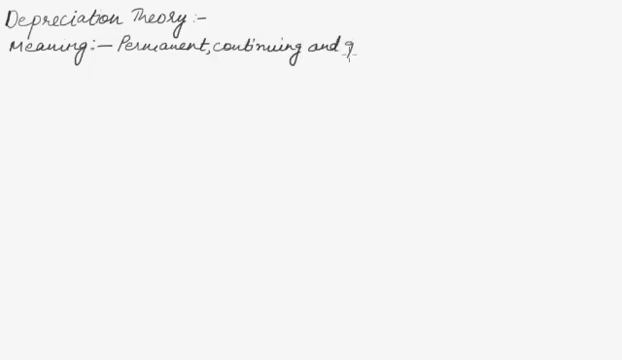 Depreciation Theory :-
Meaning :- Permanent, continuing and g